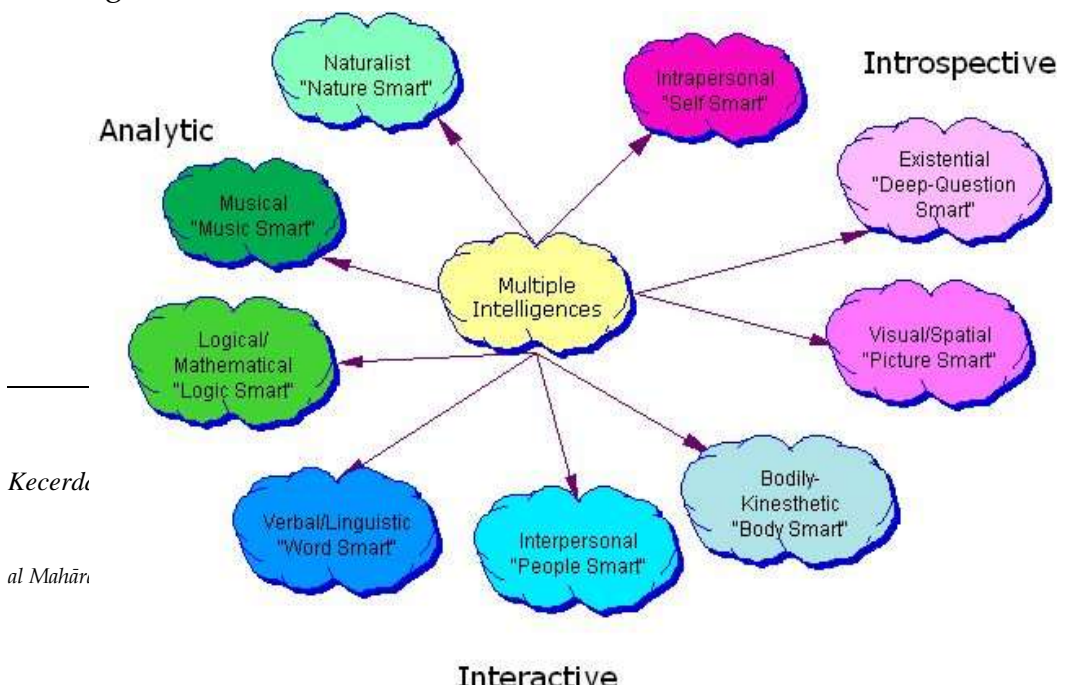 Naturalist
"Nature Smart"
Intrapersonal
"Self Smart"
Introspective
Analytic
Existential
"Deep-Question
Smart"
Musical
"Music Smart"
Multiple
Intelligences
Logical/
Mathematical
"Logic Smart"
Visual/Spatial
"Picture Smart"
Bodily-
Kinesthetic
"Body Smart"
Verbal/Linguistic
"Word Smart"
Interpersonal
"People Smart"
al
Interactive